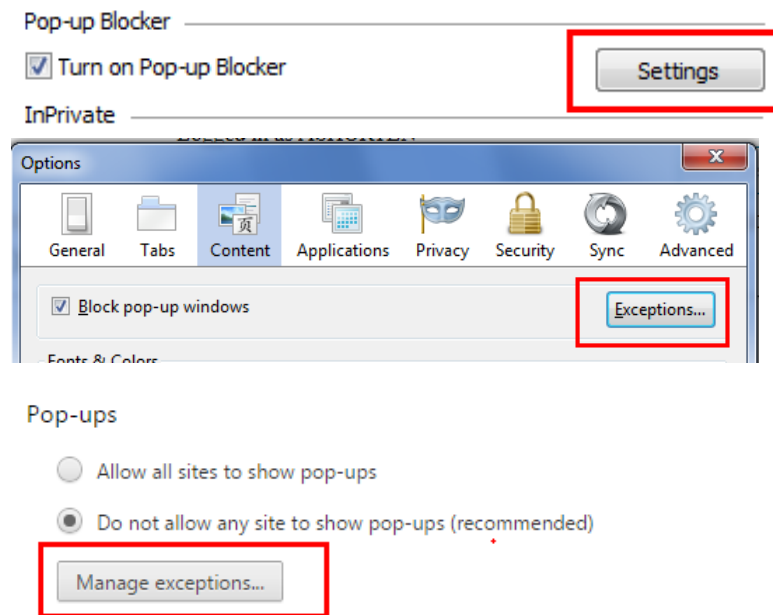 Pop-up Blocker
Turn on Pop-up Blocker
Settings
InPrivate
Options
General Tabs Content Applications Privacy Security Sync Advanced
Block pop-up windows
Exceptions...
Fonts & Colors
Pop-ups
Allow all sites to show pop-ups
Do not allow any site to show pop-ups (recommended)
Manage exceptions...